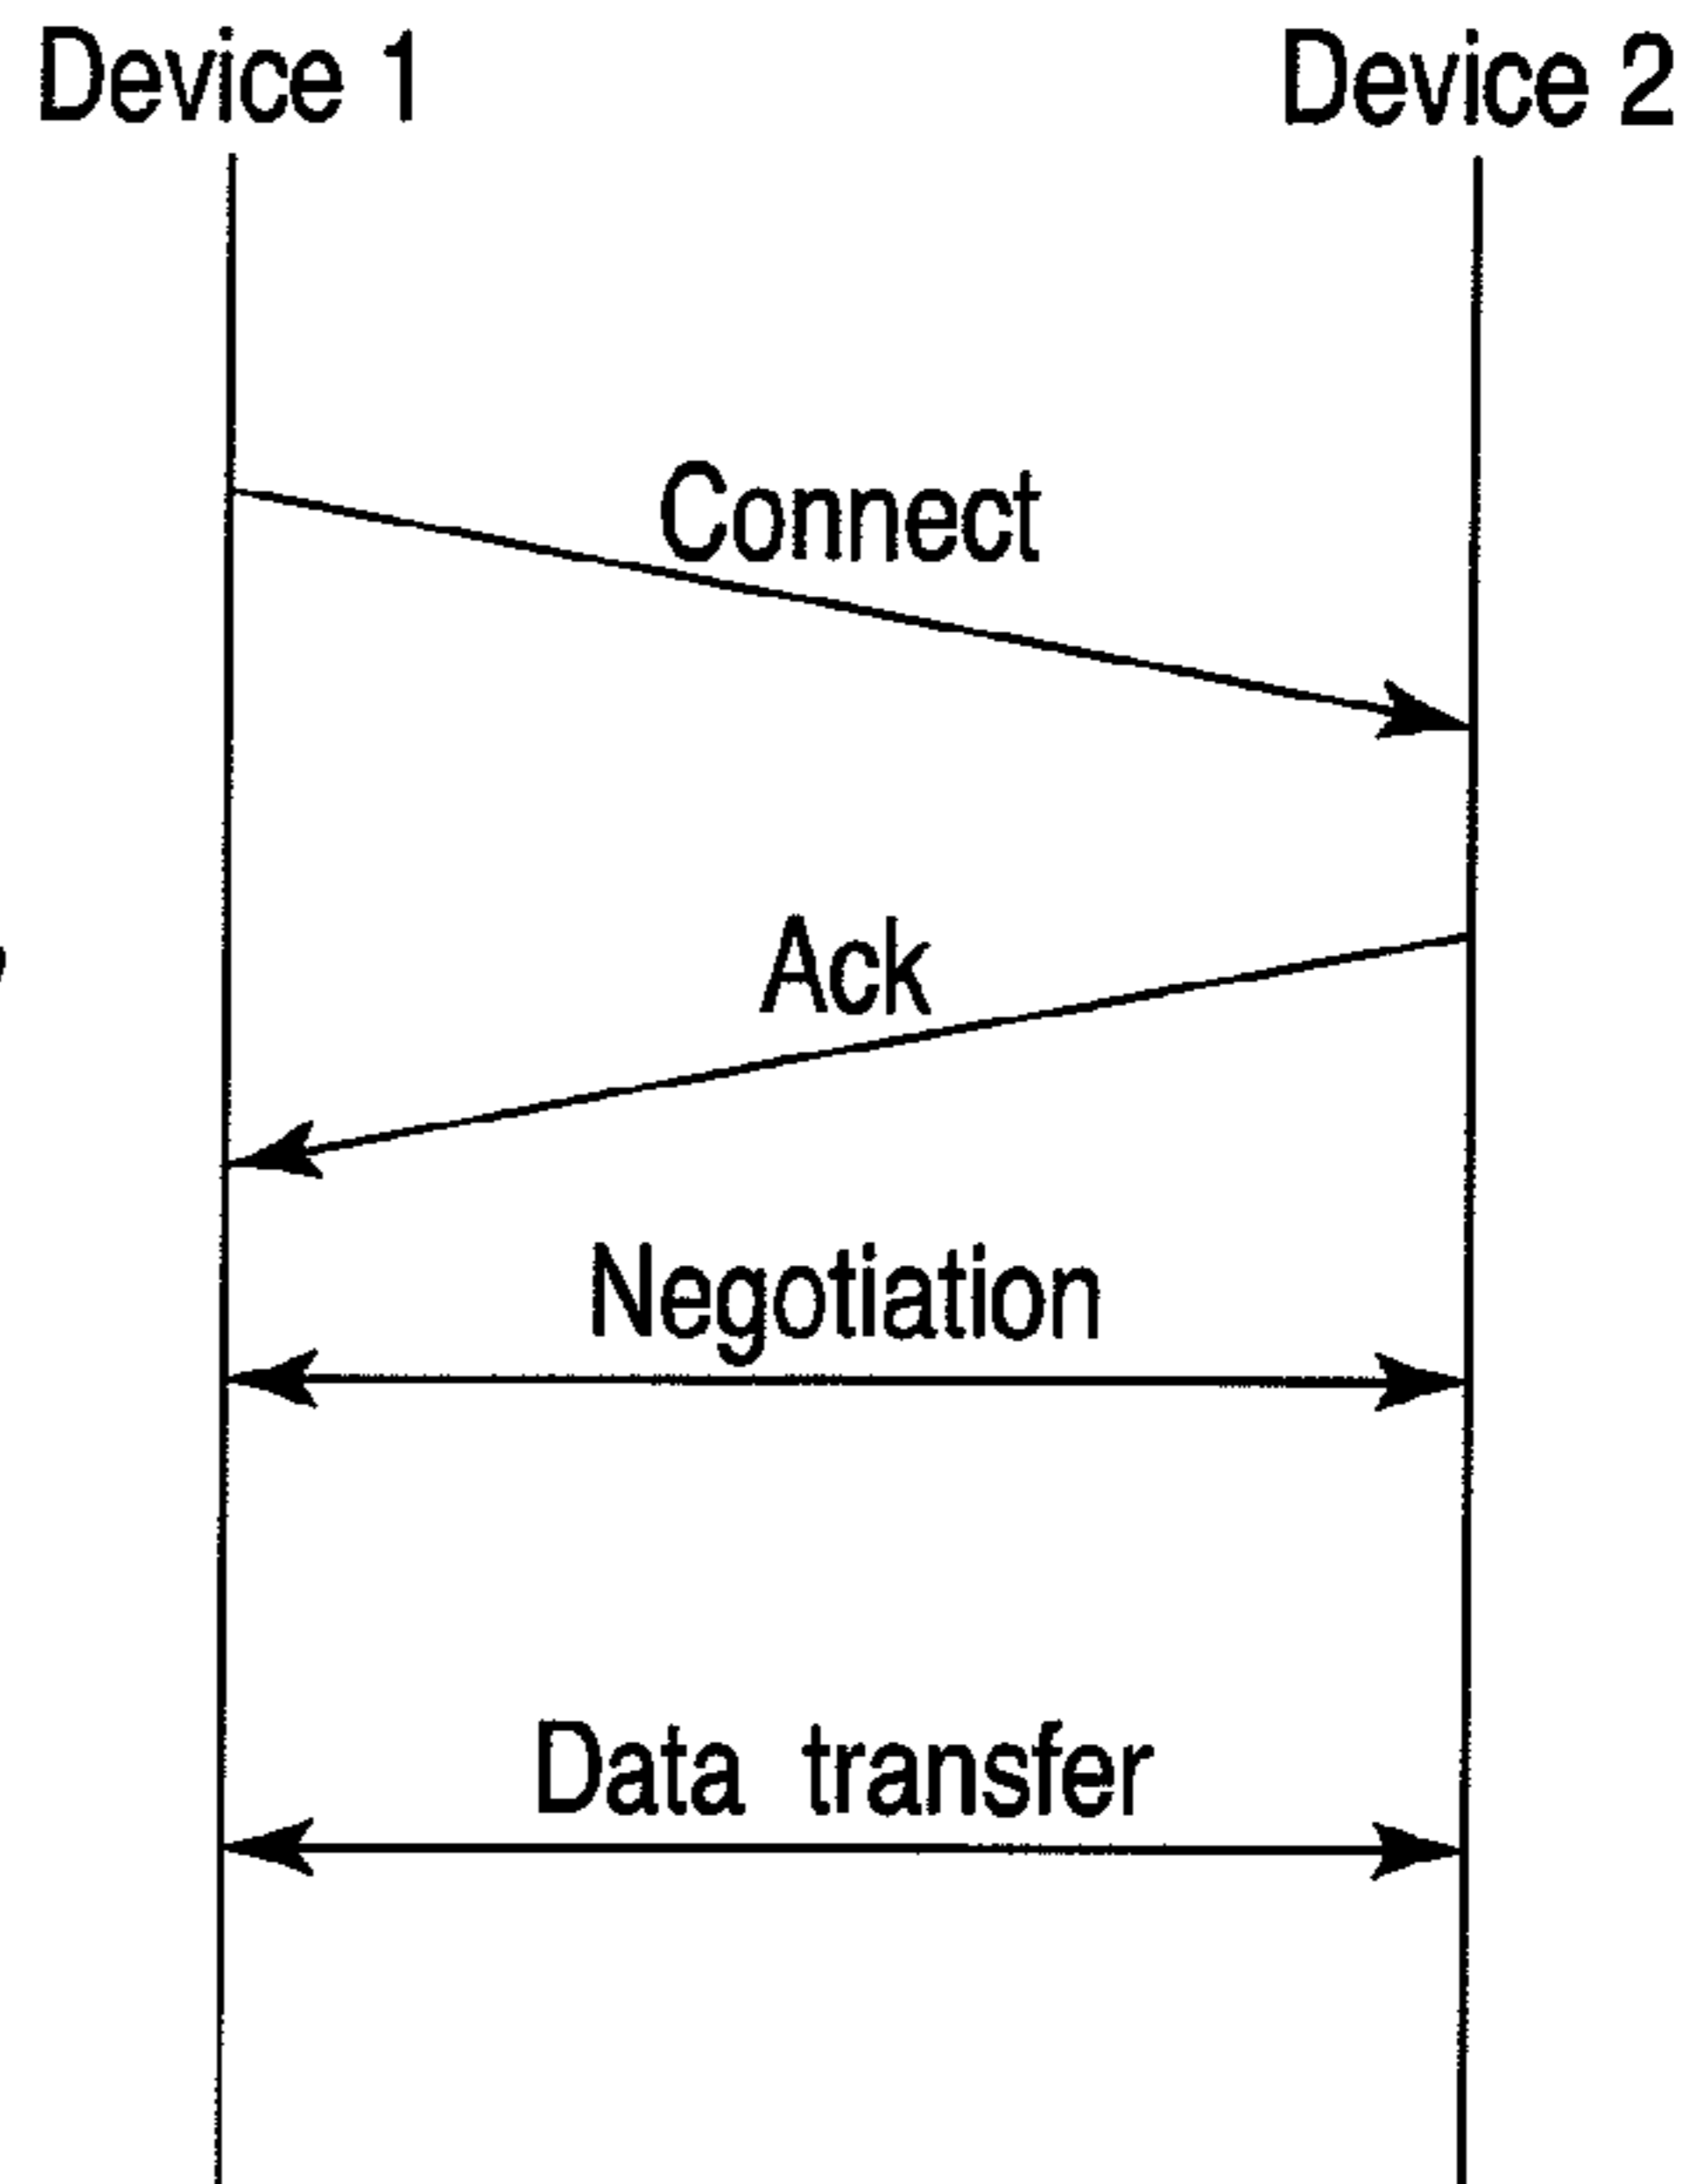 Device 1 Device 2
Connect
Ack
Negotiation
Data transfer